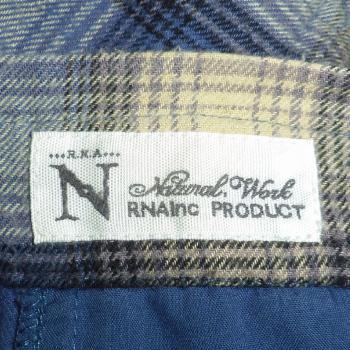 ...R.N.A...
N
Natural, Work
RNAInc PRODUCT